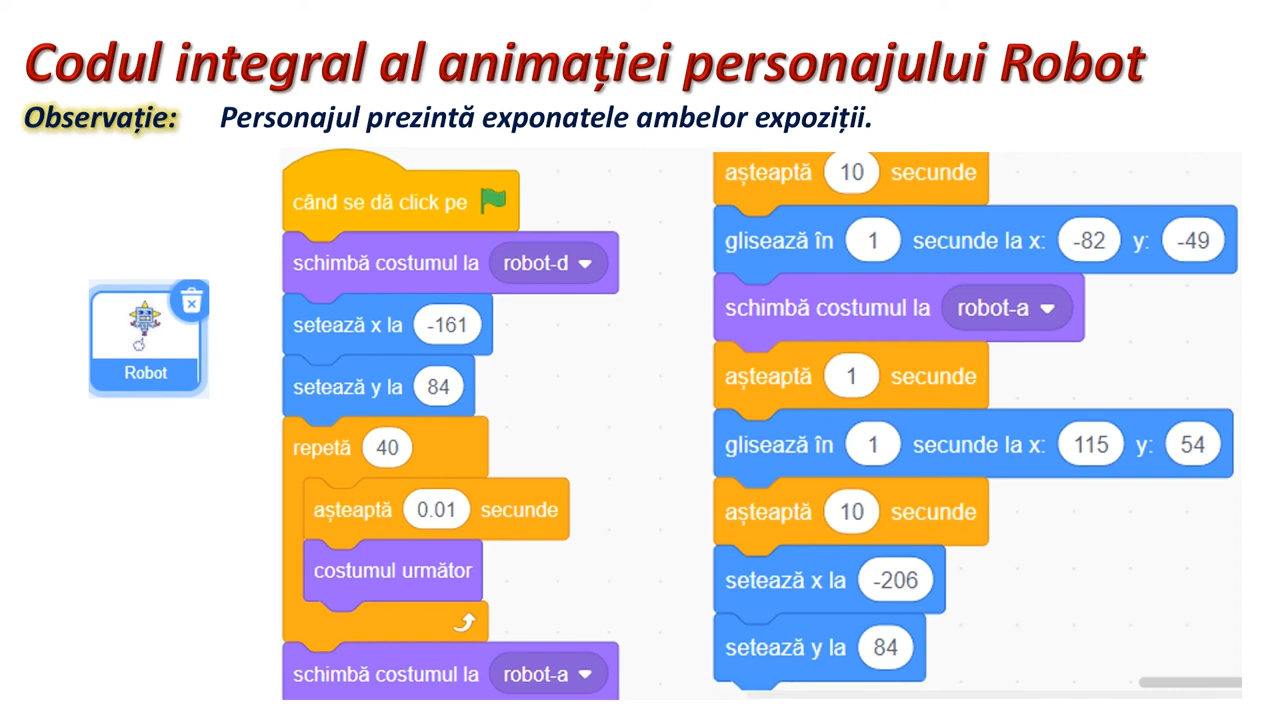 Codul integral al animației personajului Robot
Observație: Personajul prezintă exponatele ambelor expoziții.
Robot
când se dă click pe
schimbă costumul la robot-d
setează x la -161
setează y la 84
repetă 40
așteaptă 0.01 secunde
costumul următor
schimbă costumul la robot-a
așteaptă 10 secunde
glisează în 1 secunde la x: -82 y: -49
schimbă costumul la robot-a
așteaptă 1 secunde
glisează în 1 secunde la x: 115 y: 54
așteaptă 10 secunde
setează x la -206
setează y la 84